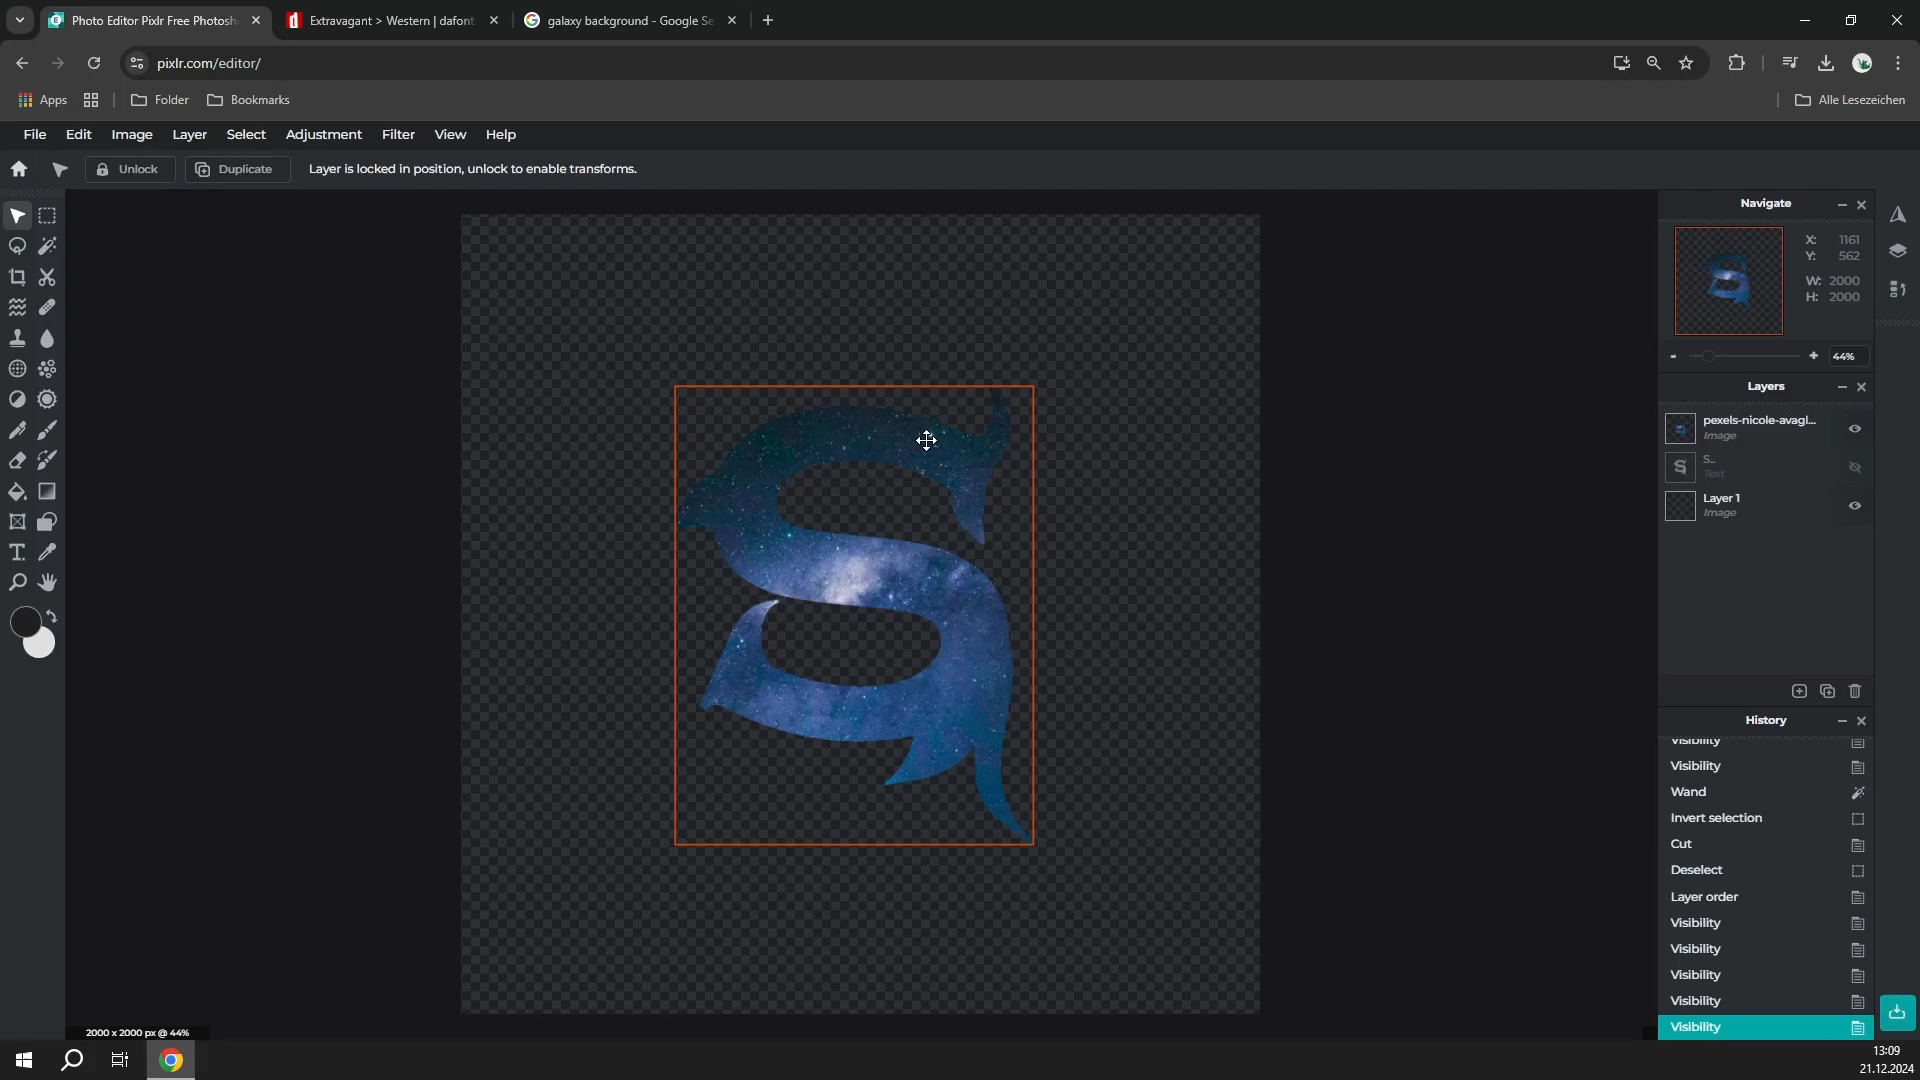 Photo Editor Pixlr Free Photosh
Extravagant > Western | dafont
galaxy background - Google Se
pixlr.com/editor/
Apps
Folder
Bookmarks
Alle Lesezeichen
File Edit Image Layer Select Adjustment Filter View Help
Unlock
Duplicate
Layer is locked in position, unlock to enable transforms.
Navigate
X: 1161
Y: 562
W: 2000
H: 2000
44%
Layers
pexels-nicole-avagl...
Image
S...
Text
Layer 1
Image
S
History
Visibility
Visibility
Wand
Invert selection
Cut
Deselect
Layer order
Visibility
Visibility
Visibility
Visibility
Visibility
2000 x 2000 px @ 44%
13:09
21.12.2024